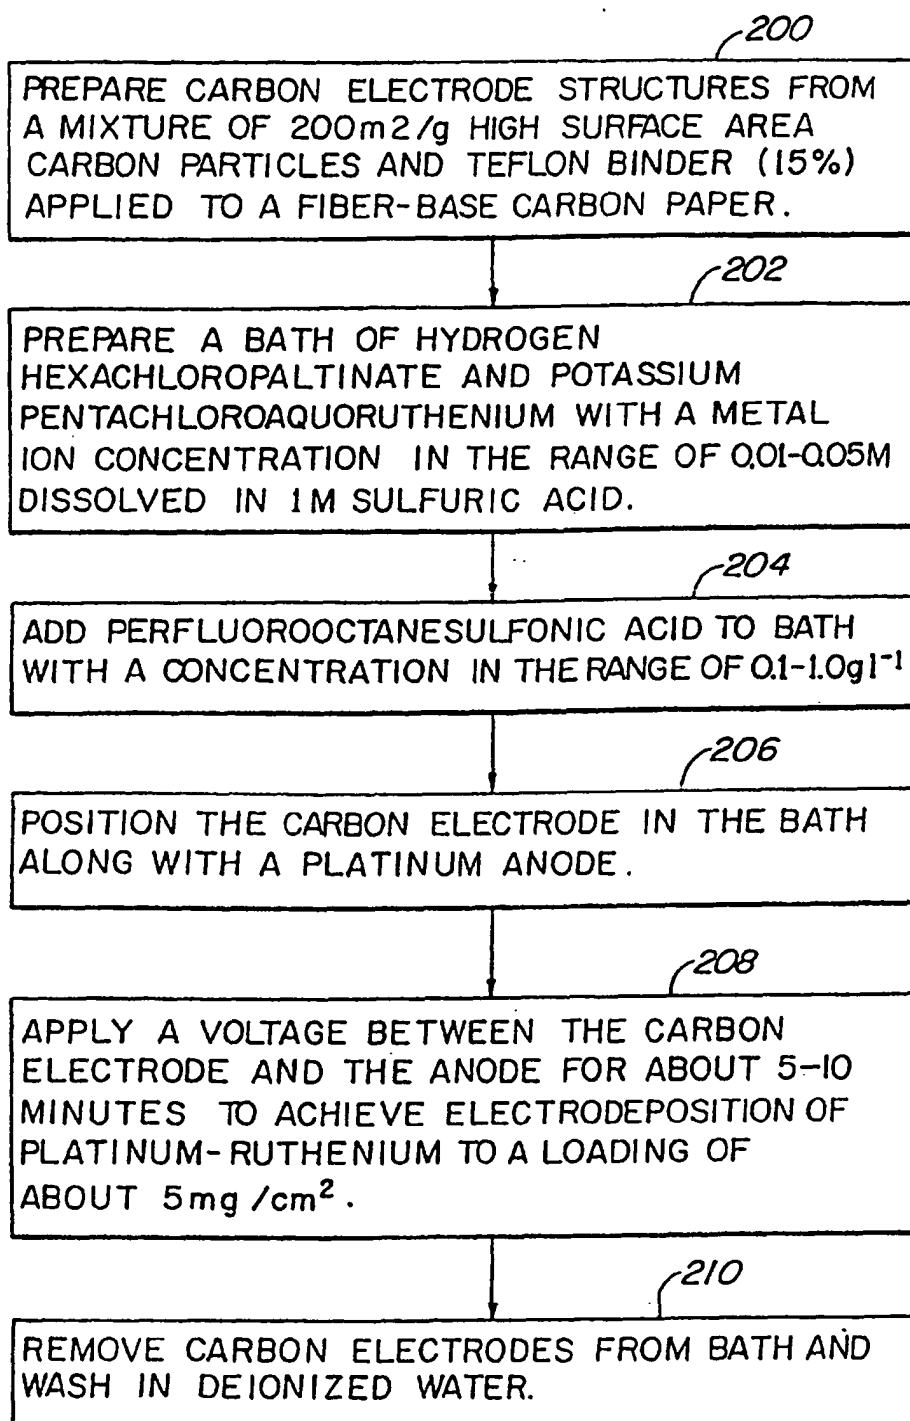 200
PREPARE CARBON ELECTRODE STRUCTURES FROM
A MIXTURE OF 200m2/g HIGH SURFACE AREA
CARBON PARTICLES AND TEFLON BINDER (15%)
APPLIED TO A FIBER-BASE CARBON PAPER.
202
PREPARE A BATH OF HYDROGEN
HEXACHLOROPALTINATE AND POTASSIUM
PENTACHLOROAQUORUTHENIUM WITH A METAL
ION CONCENTRATION IN THE RANGE OF 0.01-0.05M
DISSOLVED IN 1M SULFURIC ACID.
204
ADD PERFLUOROOCTANESULFONIC ACID TO BATH
WITH A CONCENTRATION IN THE RANGE OF 0.1-1.0gl⁻¹
206
POSITION THE CARBON ELECTRODE IN THE BATH
ALONG WITH A PLATINUM ANODE.
208
APPLY A VOLTAGE BETWEEN THE CARBON
ELECTRODE AND THE ANODE FOR ABOUT 5-10
MINUTES TO ACHIEVE ELECTRODEPOSITION OF
PLATINUM-RUTHENIUM TO A LOADING OF
ABOUT 5mg/cm².
210
REMOVE CARBON ELECTRODES FROM BATH AND
WASH IN DEIONIZED WATER.